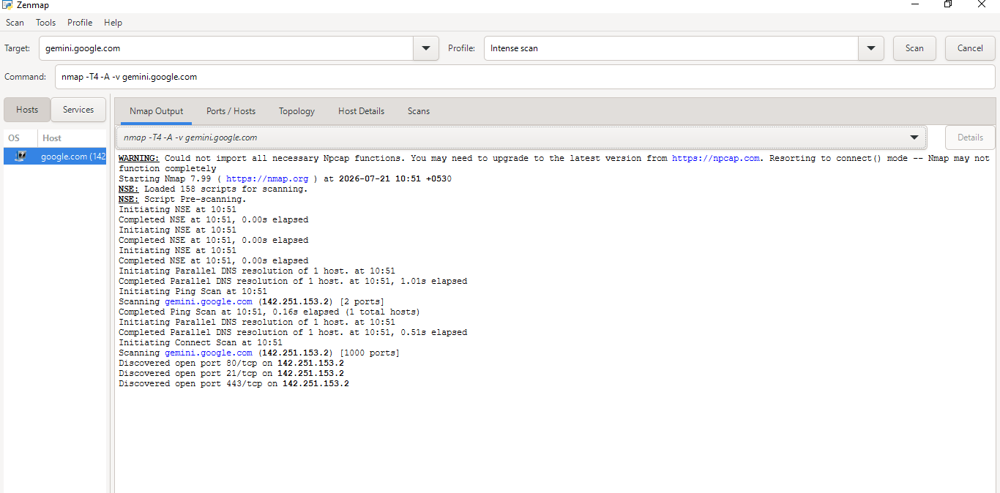 Zenmap
Scan Tools Profile Help
Target: gemini.google.com Profile: Intense scan Scan Cancel
Command: nmap -T4 -A -v gemini.google.com
Hosts Services Nmap Output Ports / Hosts Topology Host Details Scans
OS Host nmap -T4 -A -v gemini.google.com Details
google.com (142
WARNING: Could not import all necessary Npcap functions. You may need to upgrade to the latest version from https://npcap.com. Resorting to connect() mode -- Nmap may not
function completely
Starting Nmap 7.99 ( https://nmap.org ) at 2026-07-21 10:51 +0530
NSE: Loaded 158 scripts for scanning.
NSE: Script Pre-scanning.
Initiating NSE at 10:51
Completed NSE at 10:51, 0.00s elapsed
Initiating NSE at 10:51
Completed NSE at 10:51, 0.00s elapsed
Initiating NSE at 10:51
Completed NSE at 10:51, 0.00s elapsed
Initiating Parallel DNS resolution of 1 host. at 10:51
Completed Parallel DNS resolution of 1 host. at 10:51, 1.01s elapsed
Initiating Ping Scan at 10:51
Scanning gemini.google.com (142.251.153.2) [2 ports]
Completed Ping Scan at 10:51, 0.16s elapsed (1 total hosts)
Initiating Parallel DNS resolution of 1 host. at 10:51
Completed Parallel DNS resolution of 1 host. at 10:51, 0.51s elapsed
Initiating Connect Scan at 10:51
Scanning gemini.google.com (142.251.153.2) [1000 ports]
Discovered open port 80/tcp on 142.251.153.2
Discovered open port 21/tcp on 142.251.153.2
Discovered open port 443/tcp on 142.251.153.2